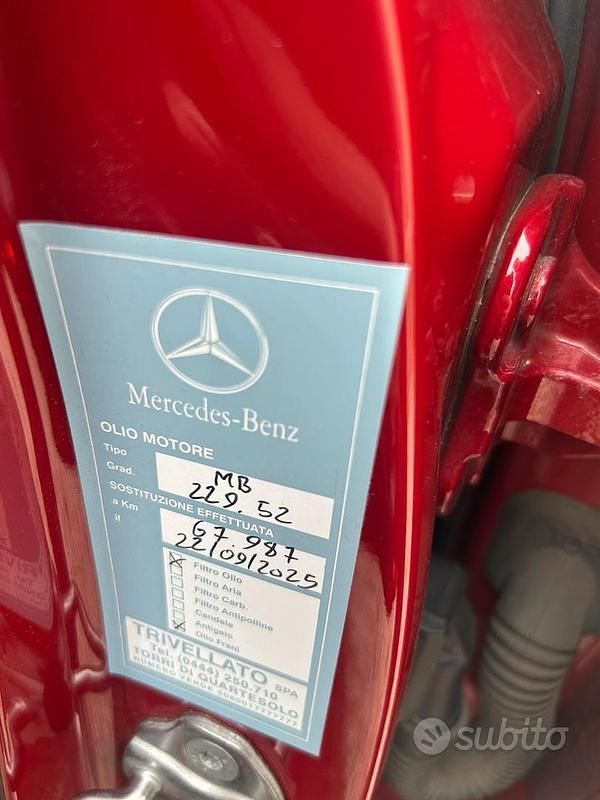 Mercedes-Benz
OLIO MOTORE
Tipo MB
Grad. 229.52
SOSTITUZIONE EFFETTUATA
a Km 67.987
il 22/09/2025
Filtro Olio
Filtro Aria
Filtro Carb.
Filtro Antipolline
Candele
Antigelo
Olio Freni
TRIVELLATO SPA
Tel. (0444) 250.710
TORRI DI QUARTESOLO
NUMERO VERDE
subito